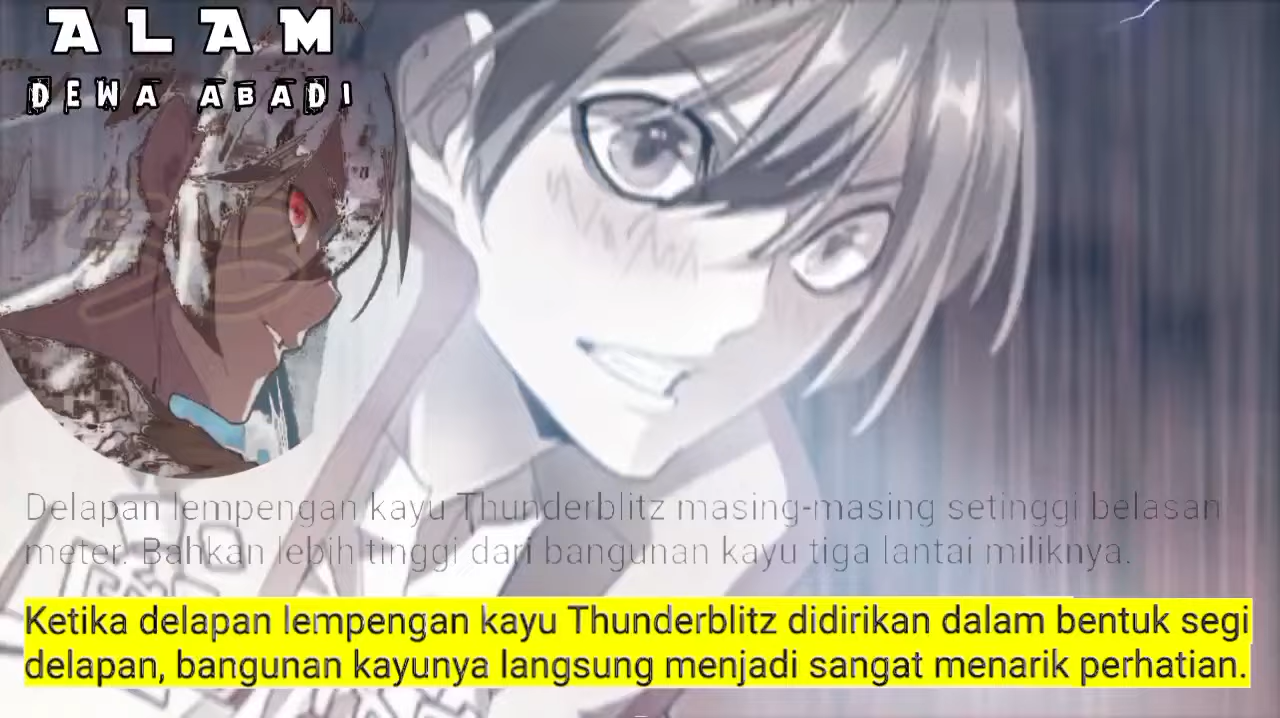 ALAM
DEWA ABADI
Delapan lempengan kayu Thunderblitz masing-masing setinggi belasan
meter. Bahkan lebih tinggi dari bangunan kayu tiga lantai miliknya.
Ketika delapan lempengan kayu Thunderblitz didirikan dalam bentuk segi
delapan, bangunan kayunya langsung menjadi sangat menarik perhatian.